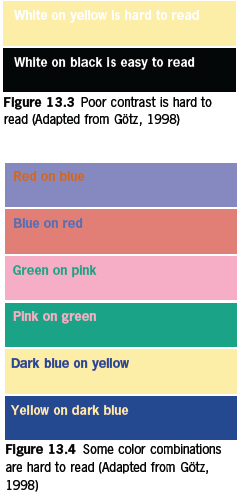 White on yellow is hard to read
White on black is easy to read
Figure 13.3 Poor contrast is hard to
read (Adapted from Götz, 1998)
Red on blue
Blue on red
Green on pink
Pink on green
Dark blue on yellow
Yellow on dark blue
Figure 13.4 Some color combinations
are hard to read (Adapted from Götz,
1998)